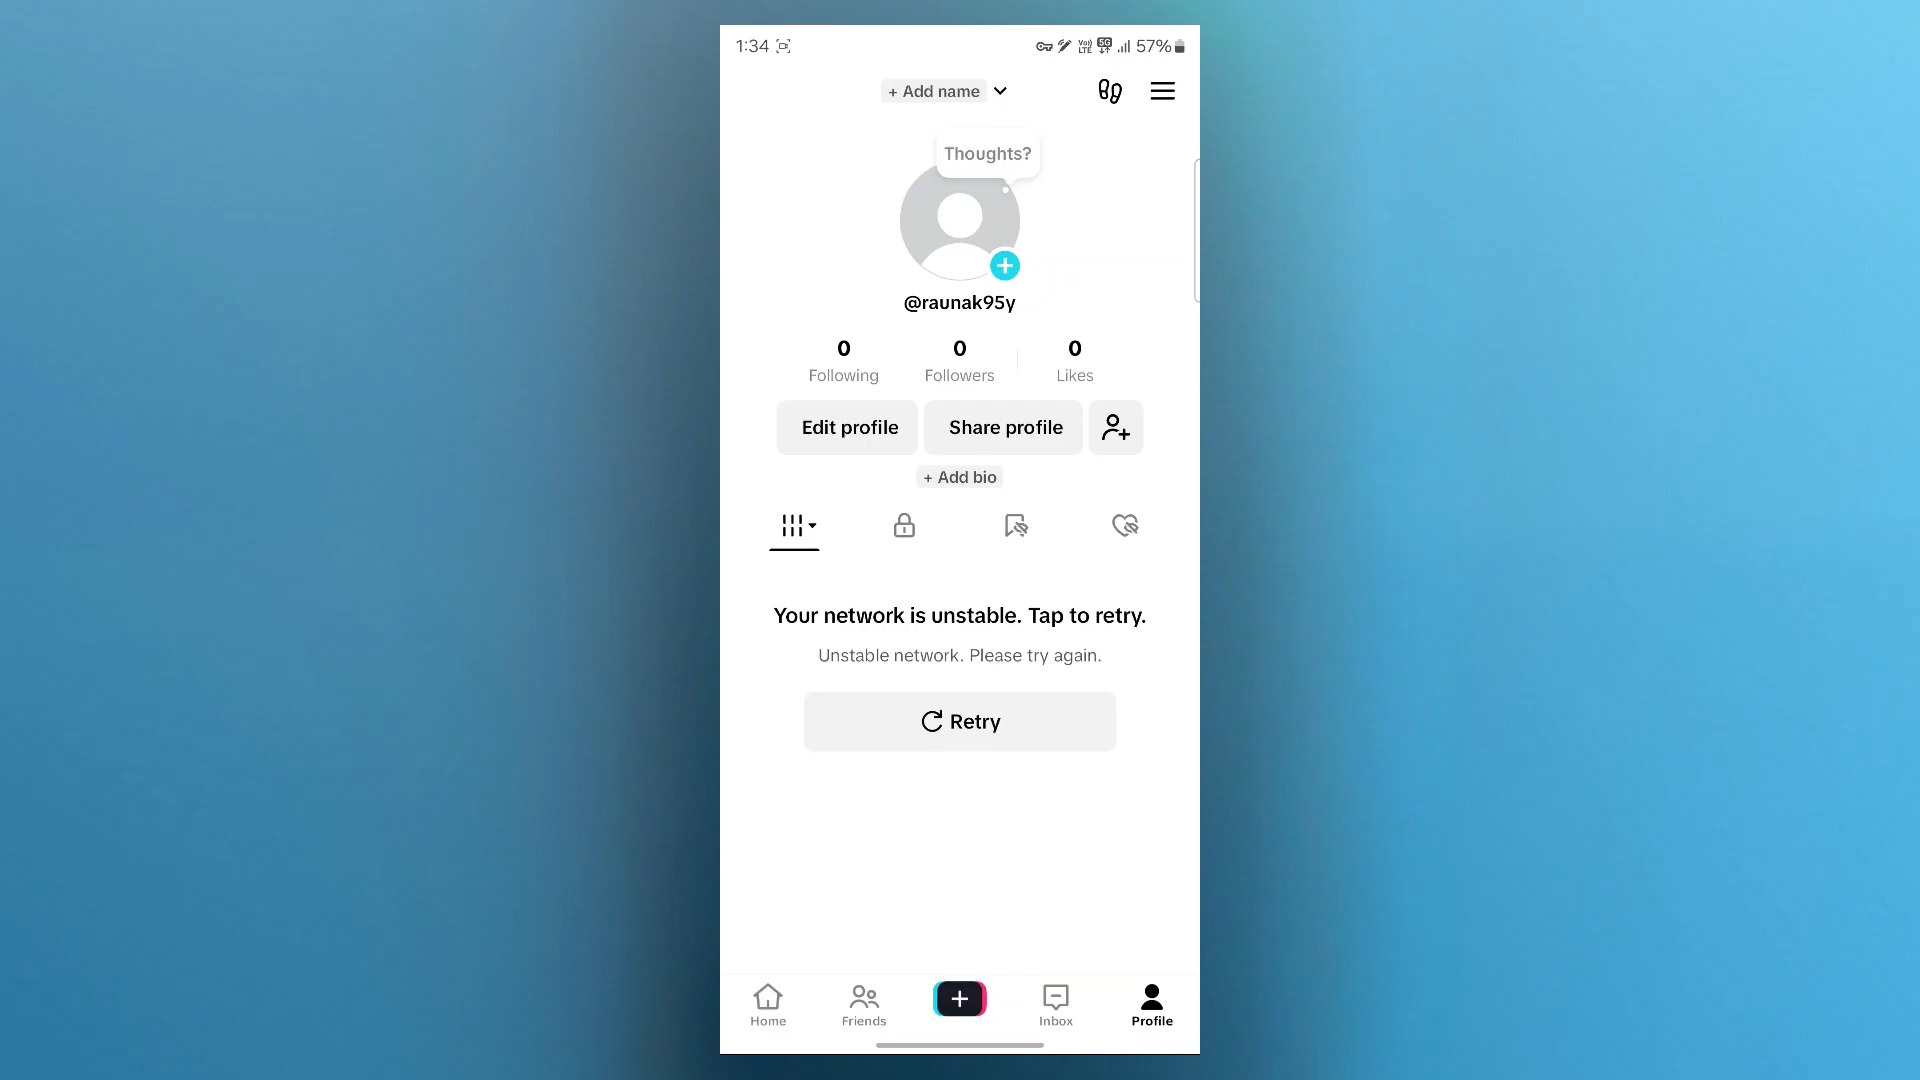 1:34 57%
+ Add name
Thoughts?
@raunak95y
0 0 0
Following Followers Likes
Edit profile Share profile
+ Add bio
Your network is unstable. Tap to retry.
Unstable network. Please try again.
Retry
Home Friends Inbox Profile